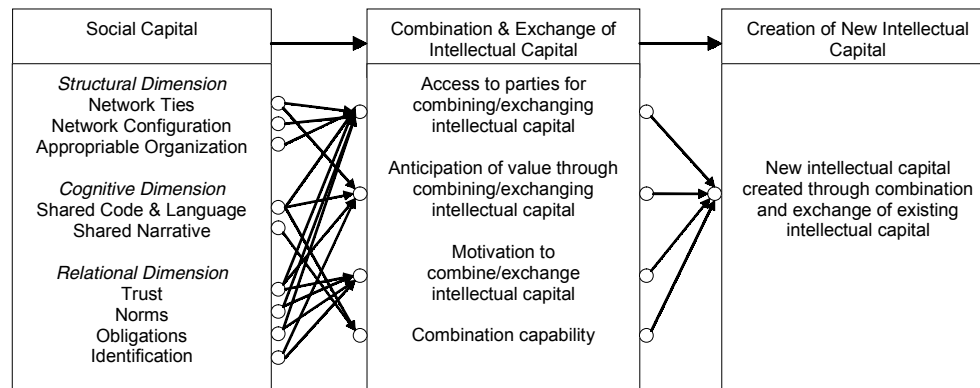 Social Capital
Combination & Exchange of
Intellectual Capital
Creation of New Intellectual
Capital
Structural Dimension
Network Ties
Network Configuration
Appropriable Organization
Cognitive Dimension
Shared Code & Language
Shared Narrative
Relational Dimension
Trust
Norms
Obligations
Identification
Access to parties for
combining/exchanging
intellectual capital
Anticipation of value through
combining/exchanging
intellectual capital
Motivation to
combine/exchange
intellectual capital
Combination capability
New intellectual capital
created through combination
and exchange of existing
intellectual capital